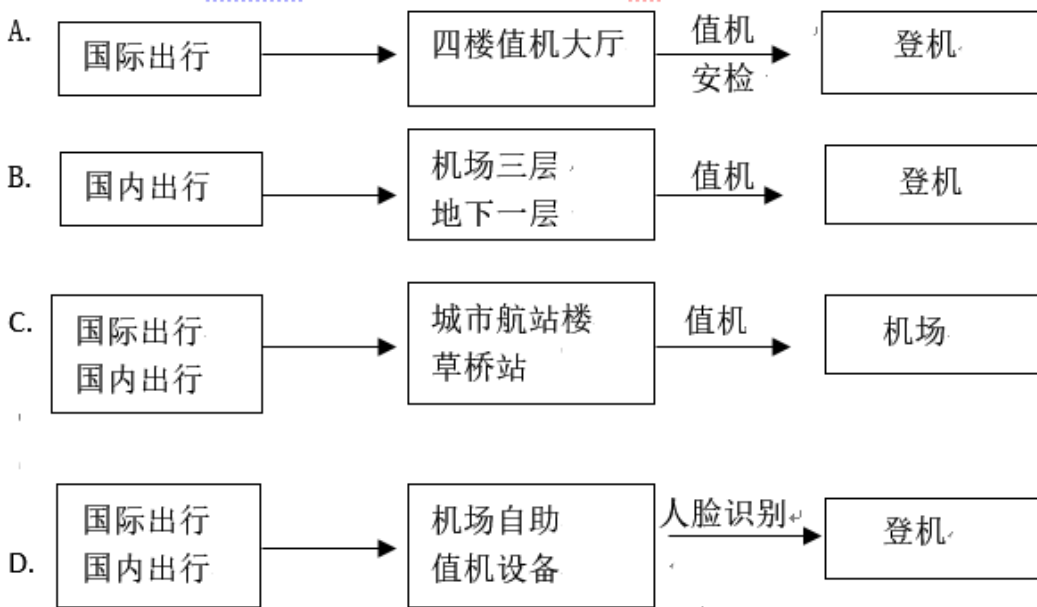 A.
国际出行
四楼值机大厅
值机
安检
登机
B.
国内出行
机场三层
地下一层
值机
登机
C.
国际出行
国内出行
城市航站楼
草桥站
值机
机场
D.
国际出行
国内出行
机场自助
值机设备
人脸识别
登机